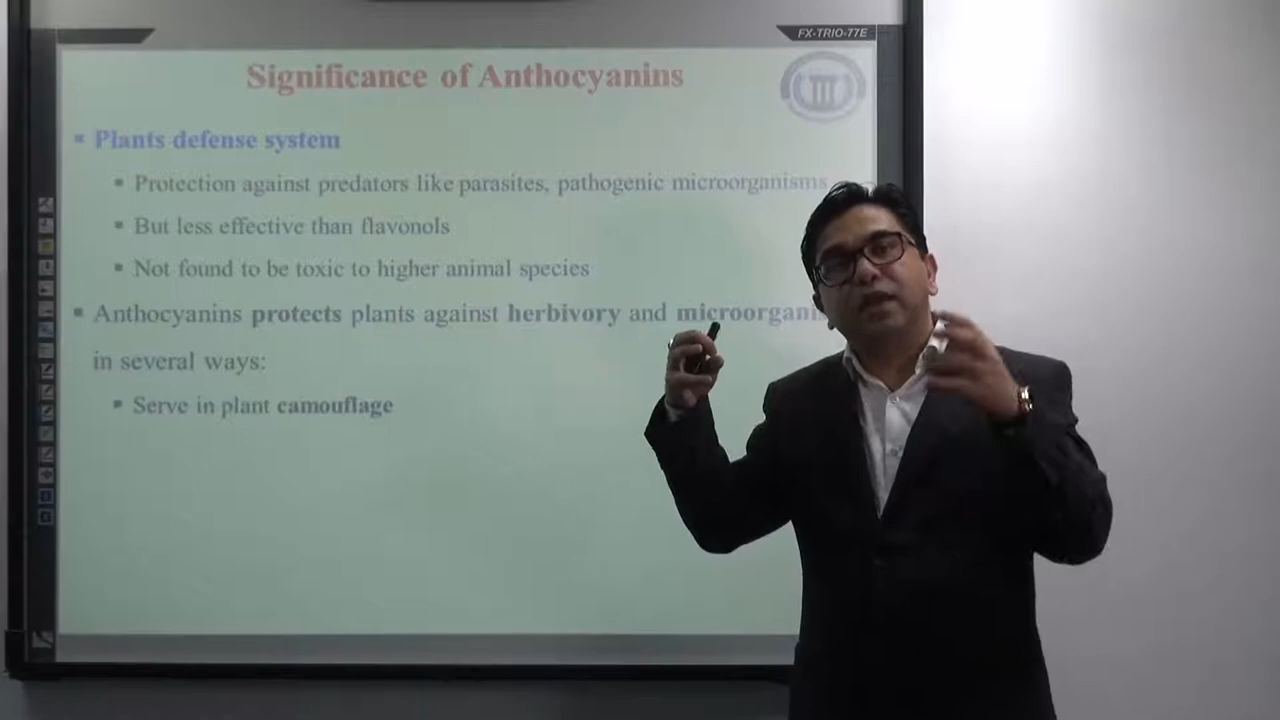 FX-TRIO-77E
Significance of Anthocyanins
▪ Plants defense system
▪ Protection against predators like parasites, pathogenic microorganisms
▪ But less effective than flavonols
▪ Not found to be toxic to higher animal species
▪ Anthocyanins protects plants against herbivory and microorgani
in several ways:
▪ Serve in plant camouflage